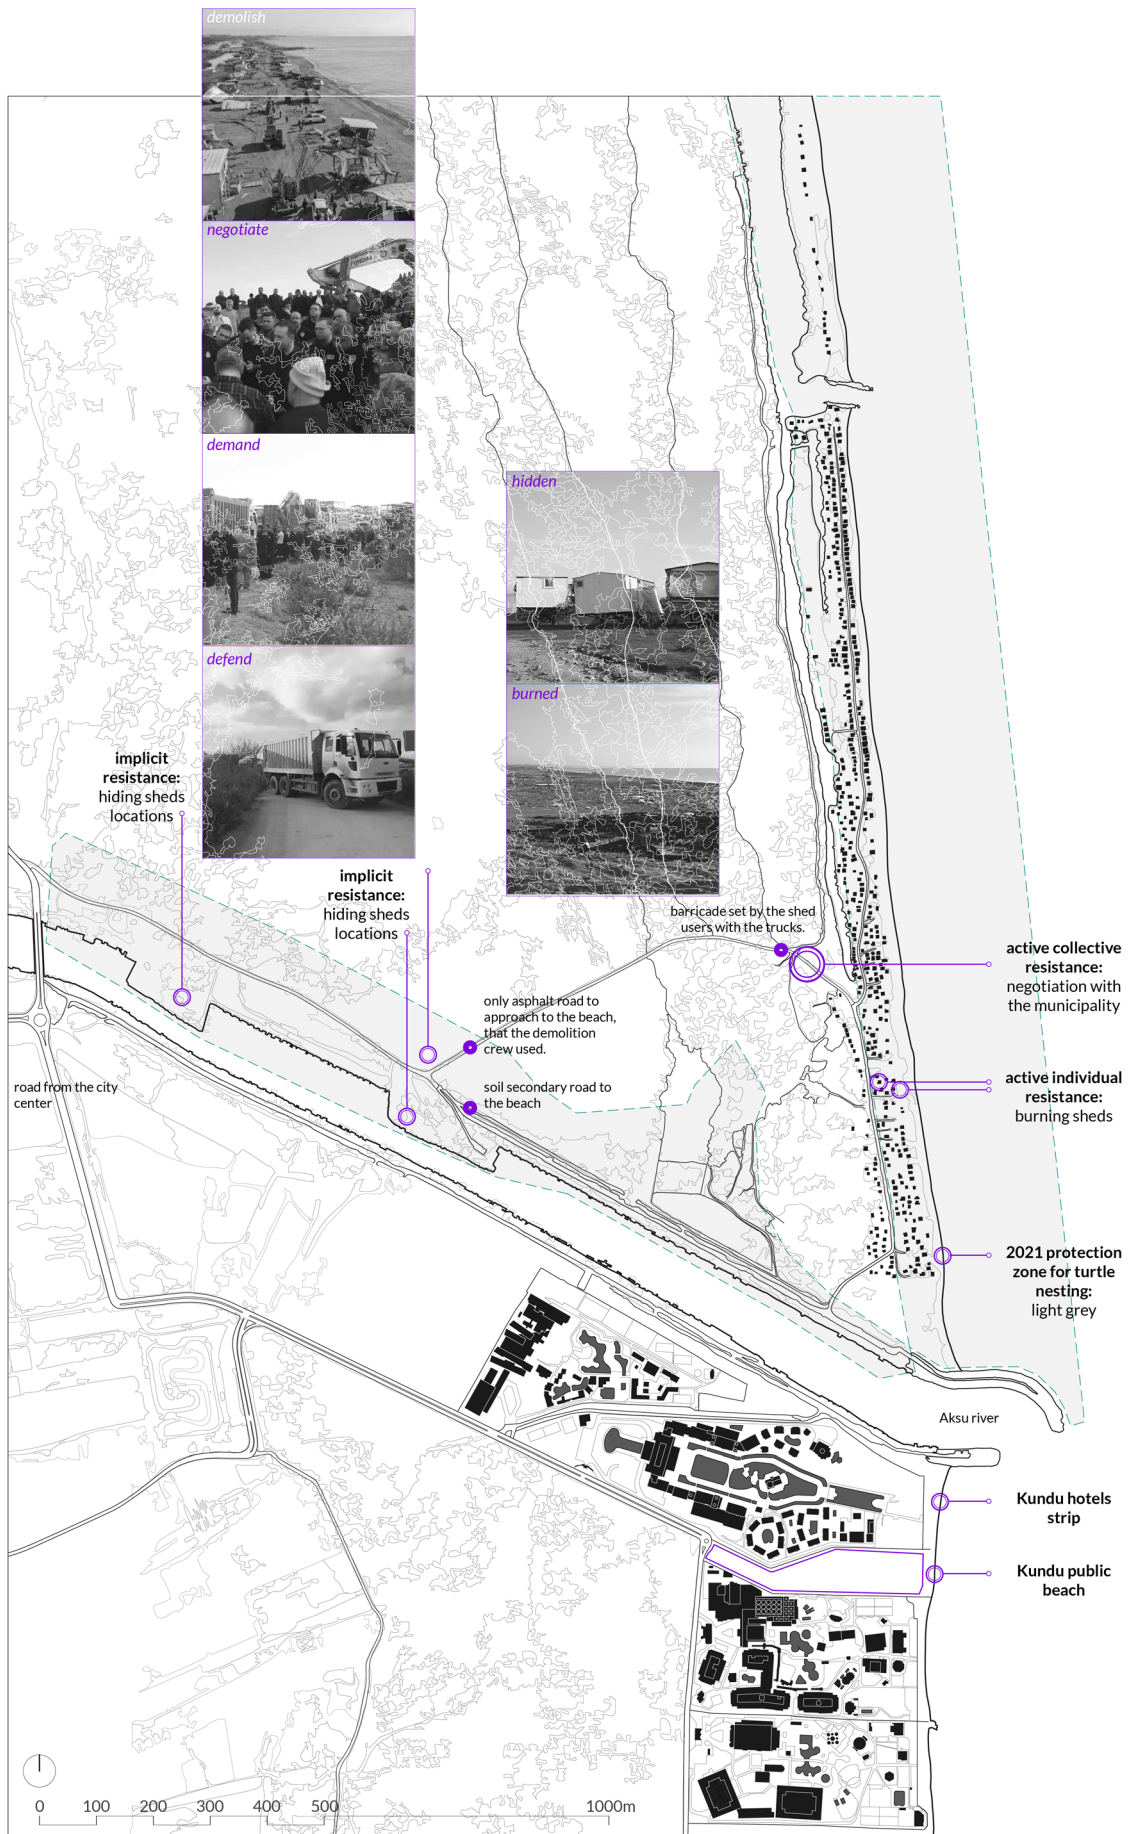 demolish
negotiate
demand
defend
hidden
burned
implicit
resistance:
hiding sheds
locations
implicit
resistance:
hiding sheds
locations
barricade set by the shed
users with the trucks.
active collective
resistance:
negotiation with
the municipality
only asphalt road to
approach to the beach,
that the demolition
crew used.
soil secondary road to
the beach
road from the city
center
active individual
resistance:
burning sheds
2021 protection
zone for turtle
nesting:
light grey
Aksu river
Kundu hotels
strip
Kundu public
beach
0 100 200 300 400 500 1000m